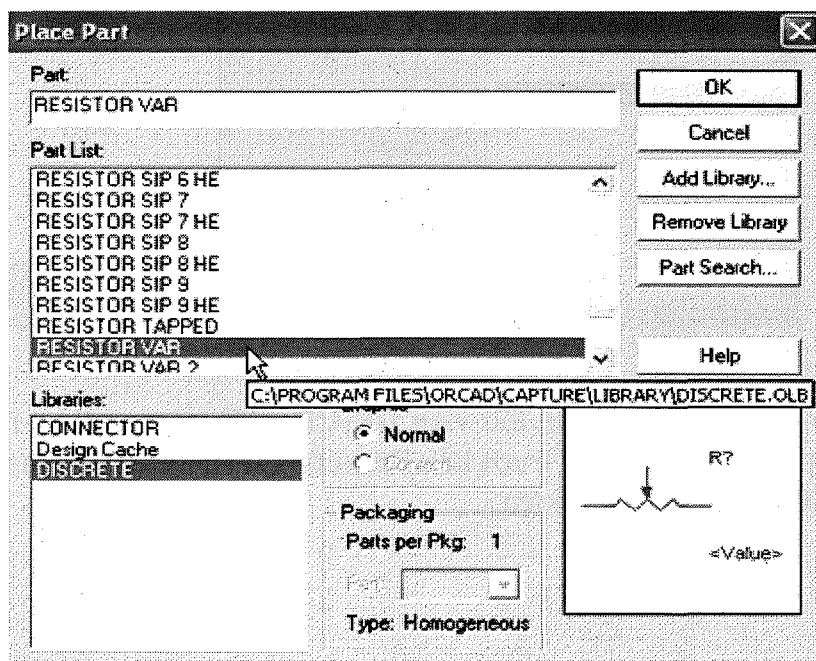 Place Part
Part:
RESISTOR VAR
Part List:
RESISTOR SIP 6 HE
RESISTOR SIP 7
RESISTOR SIP 7 HE
RESISTOR SIP 8
RESISTOR SIP 8 HE
RESISTOR SIP 9
RESISTOR SIP 9 HE
RESISTOR TAPPED
RESISTOR VAR
RESISTOR VAR 2
OK
Cancel
Add Library...
Remove Library
Part Search...
Help
C:\PROGRAM FILES\ORCAD\CAPTURE\LIBRARY\DISCRETE.OLB
Libraries:
CONNECTOR
Design Cache
DISCRETE
Normal
Convert
Packaging
Parts per Pkg: 1
Part:
Type: Homogeneous
R?
<Value>